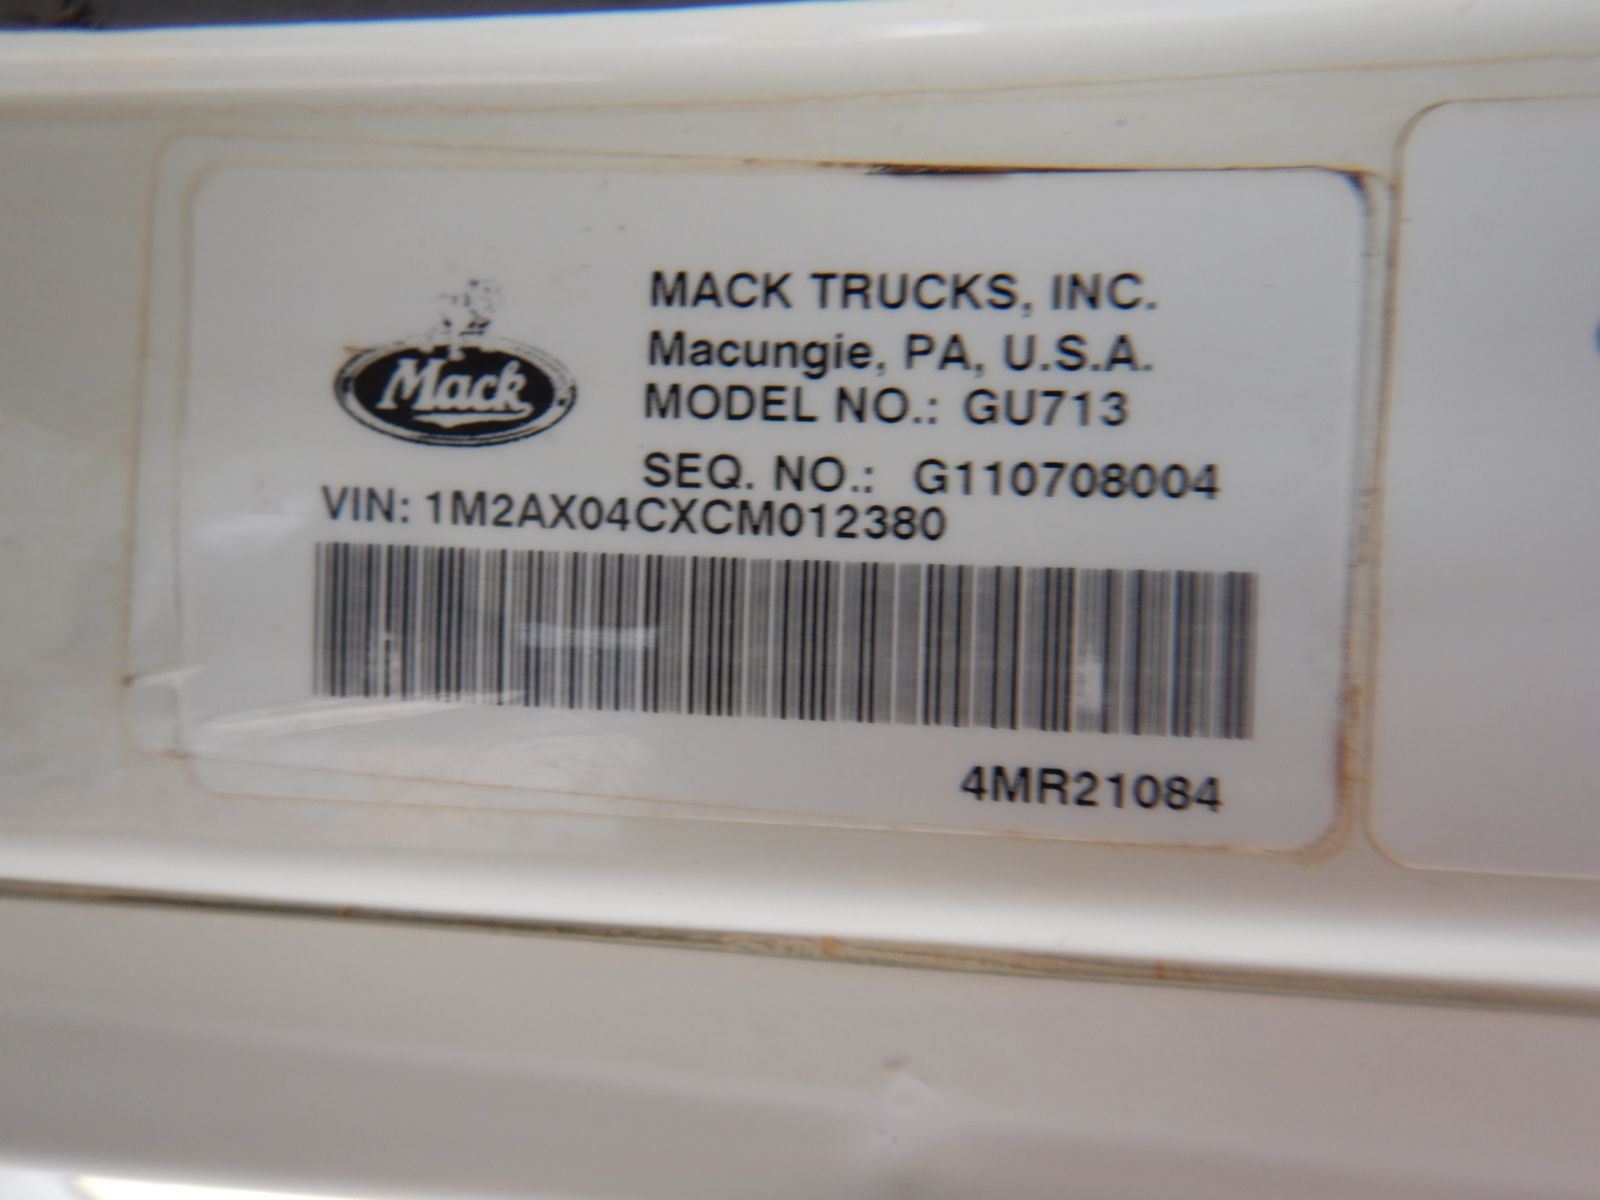 MACK TRUCKS, INC.
Macungie, PA, U.S.A.
Mack
MODEL NO.: GU713
SEQ. NO.: G110708004
VIN: 1M2AX04CXCM012380
4MR21084